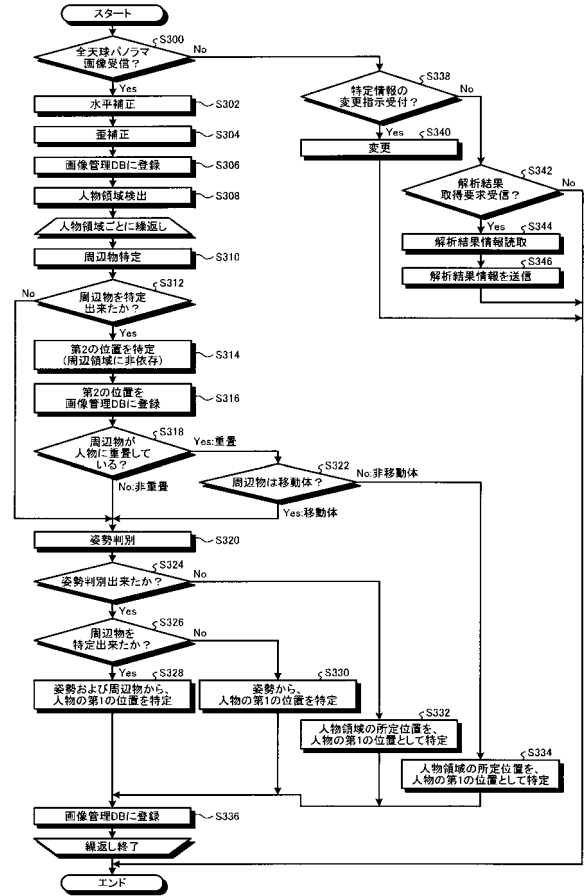 スタート
S300
全天球パノラマ
画像受信？
No
Yes
水平補正
S302
歪補正
S304
画像管理DBに登録
S306
人物領域検出
S308
人物領域ごとに繰返し
周辺物特定
S310
S312
周辺物を特定
出来たか？
No
Yes
第2の位置を特定
(周辺領域に非依存)
S314
第2の位置を
画像管理DBに登録
S316
S318
周辺物が
人物に重畳して
いる？
Yes:重畳
No:非重畳
S322
周辺物は移動体？
No:非移動体
Yes:移動体
姿勢判別
S320
S324
姿勢判別出来たか？
No
Yes
S326
周辺物を
特定出来たか？
No
Yes
S328
姿勢および周辺物から、
人物の第1の位置を特定
S330
姿勢から、
人物の第1の位置を特定
S332
人物領域の所定位置を、
人物の第1の位置として特定
S334
人物領域の所定位置を、
人物の第1の位置として特定
画像管理DBに登録
S336
繰返し終了
エンド
S338
特定情報の
変更指示受付？
No
Yes
S340
変更
S342
解析結果
取得要求受信？
No
Yes
S344
解析結果情報読取
S346
解析結果情報を送信